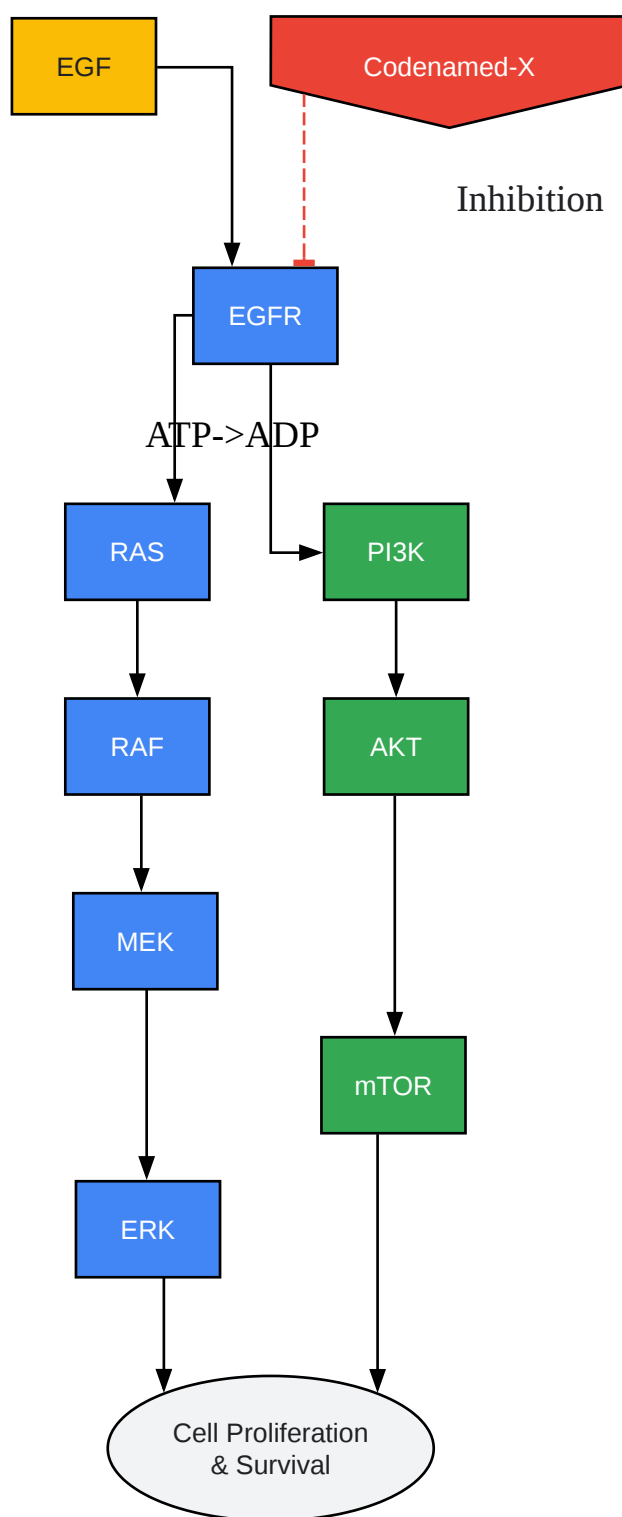 EGF
Codenamed-X
Inhibition
EGFR
ATP->ADP
RAS
PI3K
RAF
AKT
MEK
mTOR
ERK
Cell Proliferation
& Survival